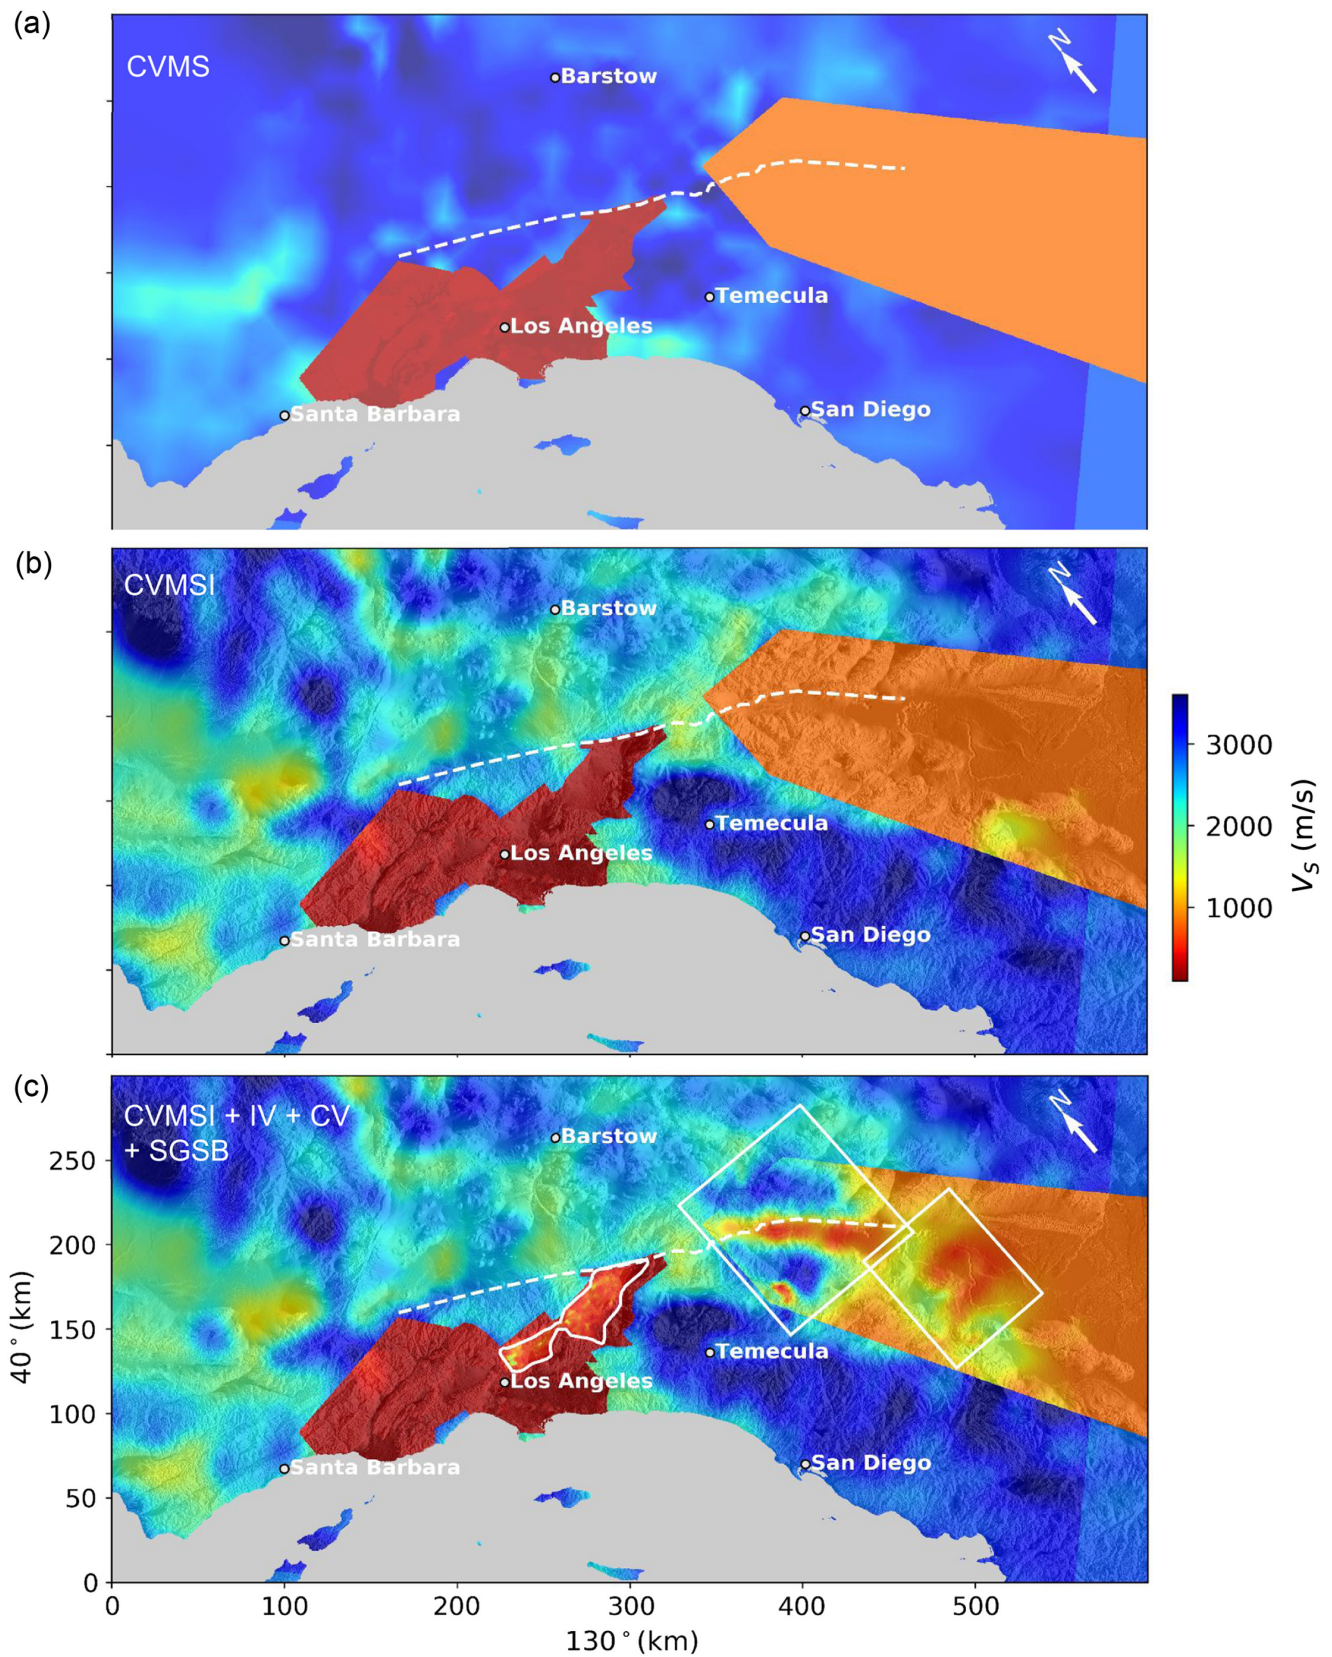 (a)
CVMS
N
Barstow
Temecula
Los Angeles
Santa Barbara
San Diego
(b)
CVMSI
N
Barstow
Temecula
Los Angeles
Santa Barbara
San Diego
3000
2000
1000
Vs (m/s)
(c)
CVMSI + IV + CV
+ SGSB
N
Barstow
Temecula
Los Angeles
Santa Barbara
San Diego
250
200
150
100
50
0
40° (km)
0 100 200 300 400 500
130° (km)